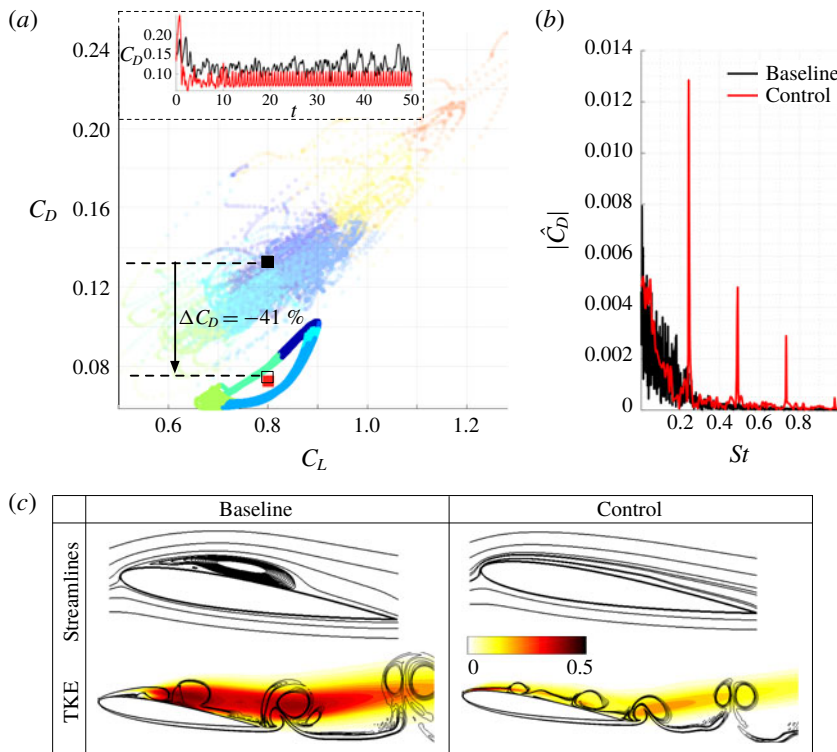 (a)
0.24
0.20
0.16
0.12
0.08
C_D
0.20
0.15
0.10
C_D
0 10 20 30 40 50
t
ΔC_D = −41 %
0.6 0.8 1.0 1.2
C_L
(b)
0.014
0.012
0.010
0.008
0.006
0.004
0.002
0
|Ĉ_D|
Baseline
Control
0.2 0.4 0.6 0.8
St
(c)
Baseline Control
Streamlines
TKE
0 0.5